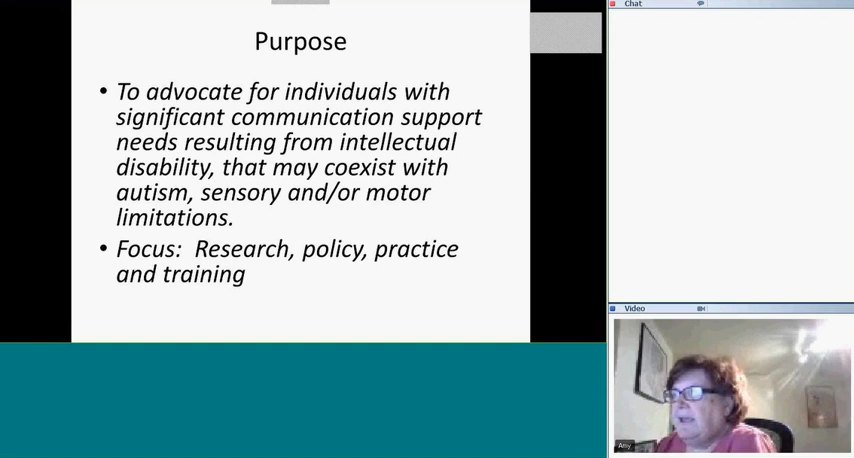 Chat
Purpose
• To advocate for individuals with
significant communication support
needs resulting from intellectual
disability, that may coexist with
autism, sensory and/or motor
limitations.
• Focus:  Research, policy, practice
and training
Video
Amy